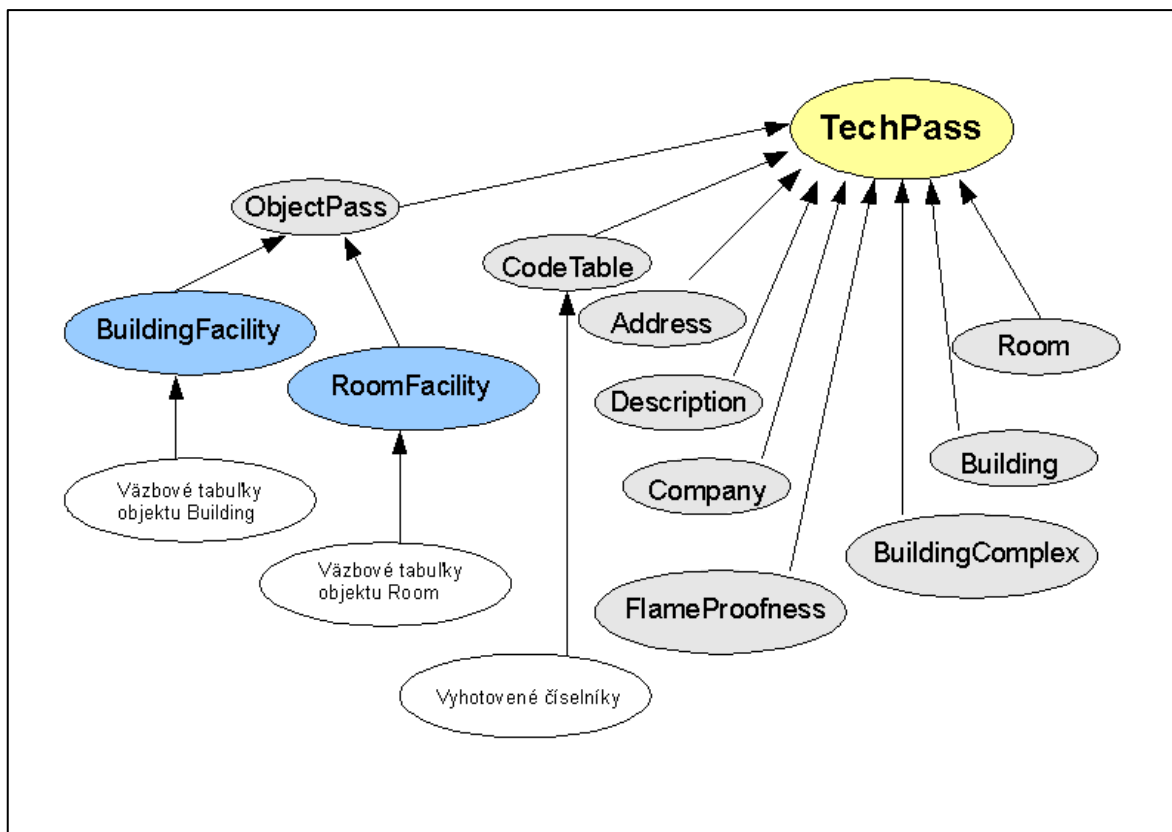 TechPass
ObjectPass
CodeTable
BuildingFacility
Address
Room
RoomFacility
Description
Building
Company
Väzbové tabuľky
objektu Building
BuildingComplex
Väzbové tabuľky
objektu Room
FlameProofness
Vyhotovené číselníky